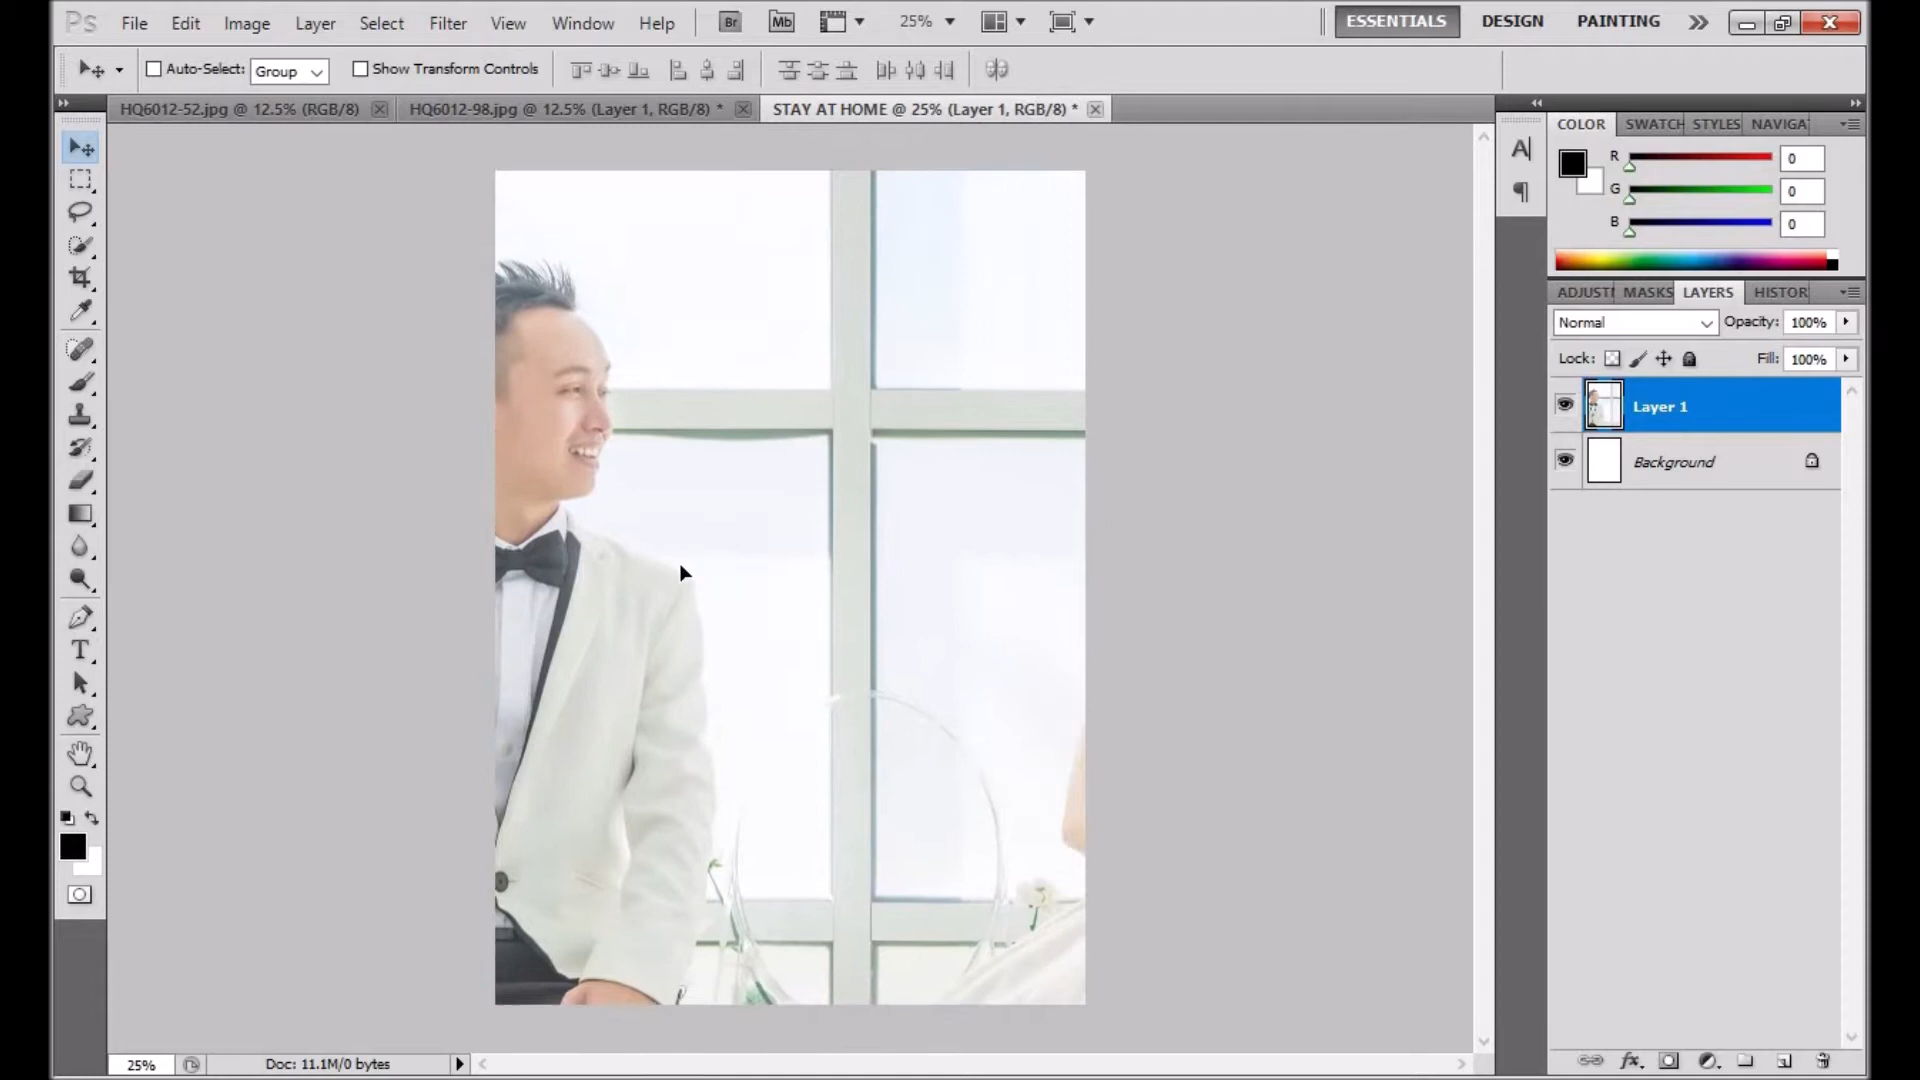 Ps File Edit Image Layer Select Filter View Window Help Br Mb 25% ESSENTIALS DESIGN PAINTING
Auto-Select: Group Show Transform Controls
HQ6012-52.jpg @ 12.5% (RGB/8) HQ6012-98.jpg @ 12.5% (Layer 1, RGB/8) * STAY AT HOME @ 25% (Layer 1, RGB/8) *
COLOR SWATCH STYLES NAVIGA
R 0
G 0
B 0
ADJUSTM MASKS LAYERS HISTOR
Normal Opacity: 100%
Lock: Fill: 100%
Layer 1
Background
A
T
25% Doc: 11.1M/0 bytes
fx